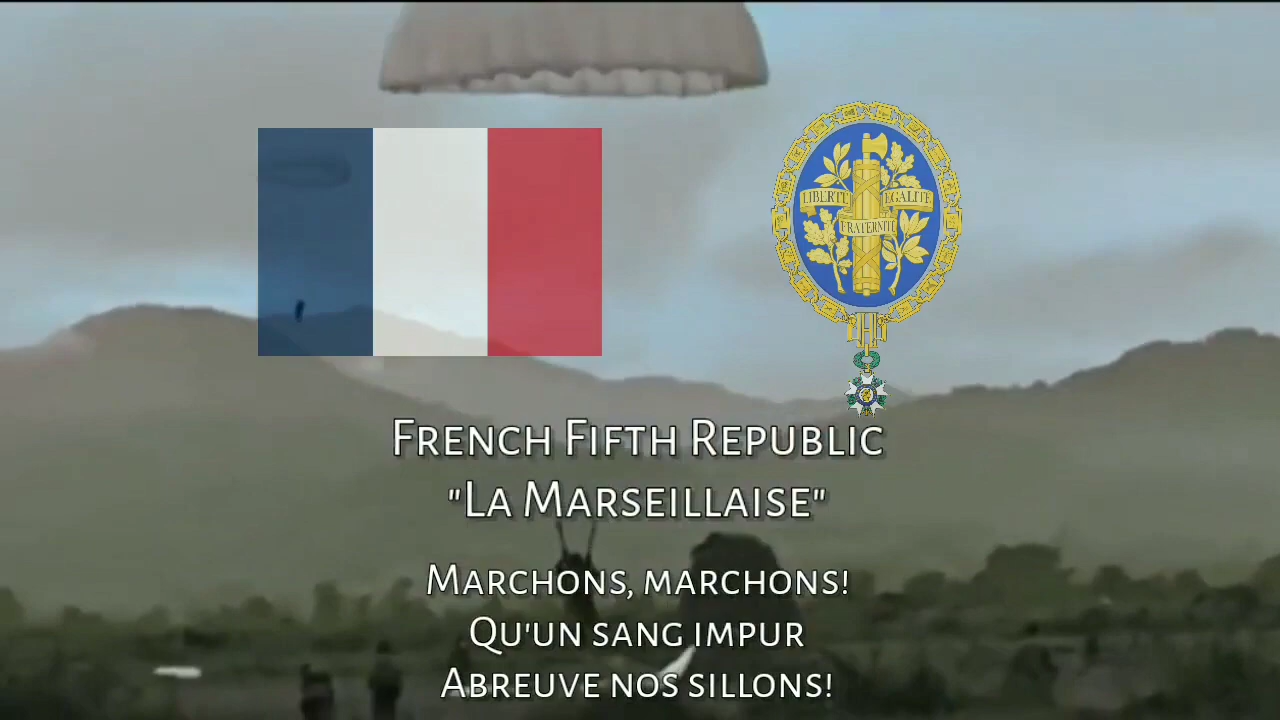 LIBERTE
EGALITE
FRATERNITE
French Fifth Republic
"La Marseillaise"
Marchons, marchons!
Qu'un sang impur
Abreuve nos sillons!